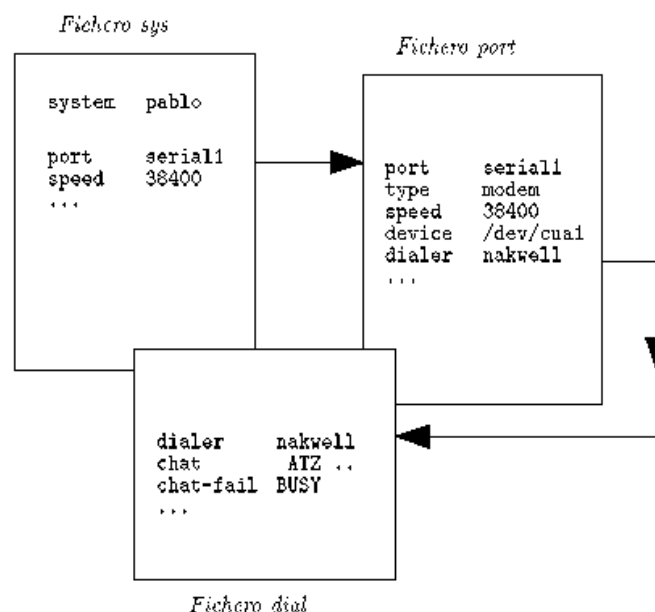 Fichero sys
system pablo
port serial1
speed 38400
...
Fichero port
port serial1
type modem
speed 38400
device /dev/cua1
dialer nakwell
...
dialer nakwell
chat ATZ ..
chat-fail BUSY
...
Fichero dial